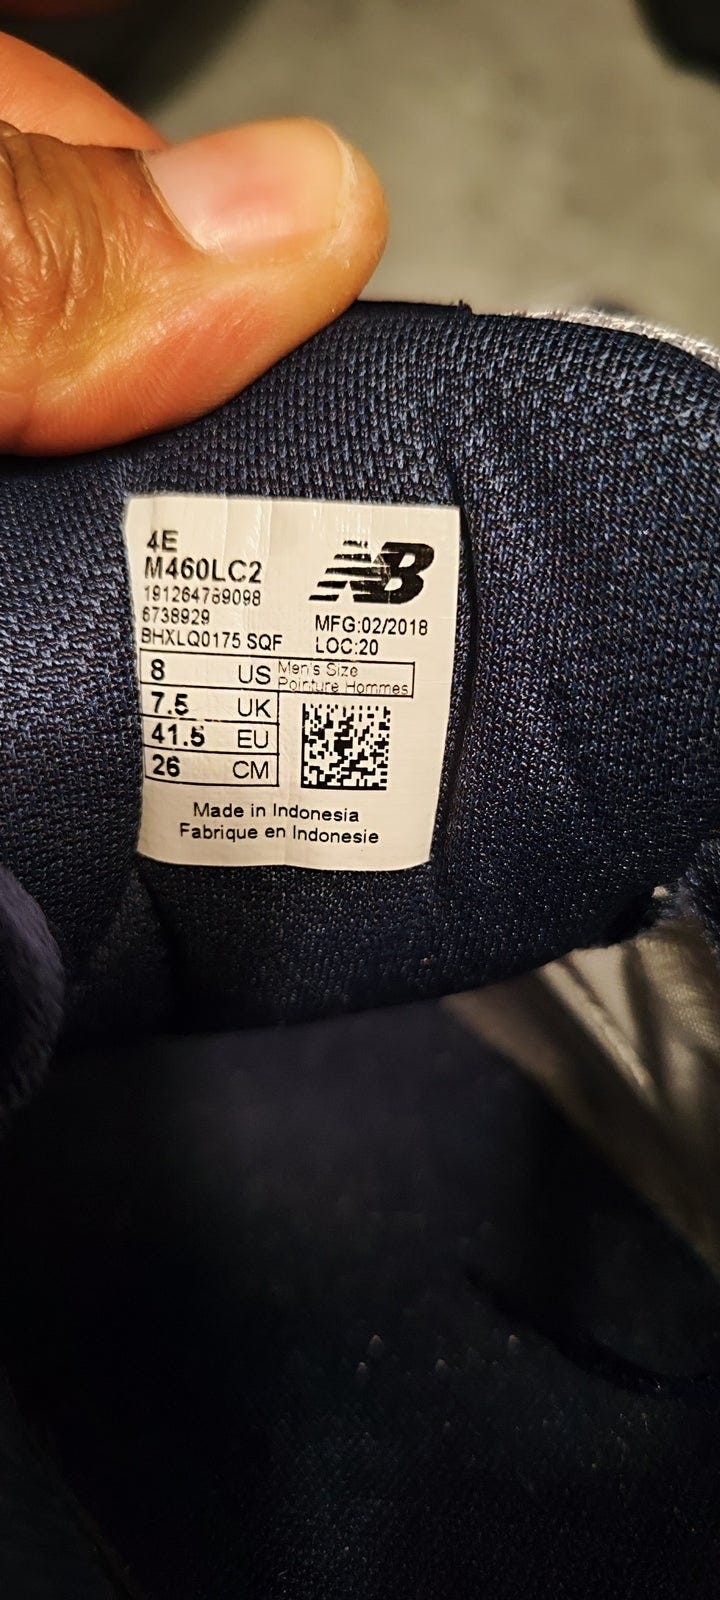 4E
M460LC2
191264789098
6738929
BHXLQ0175 SQF
NB
MFG:02/2018
LOC:20
8 US Men's Size
Pointure Hommes
7.5 UK
41.5 EU
26 CM
Made in Indonesia
Fabrique en Indonesie